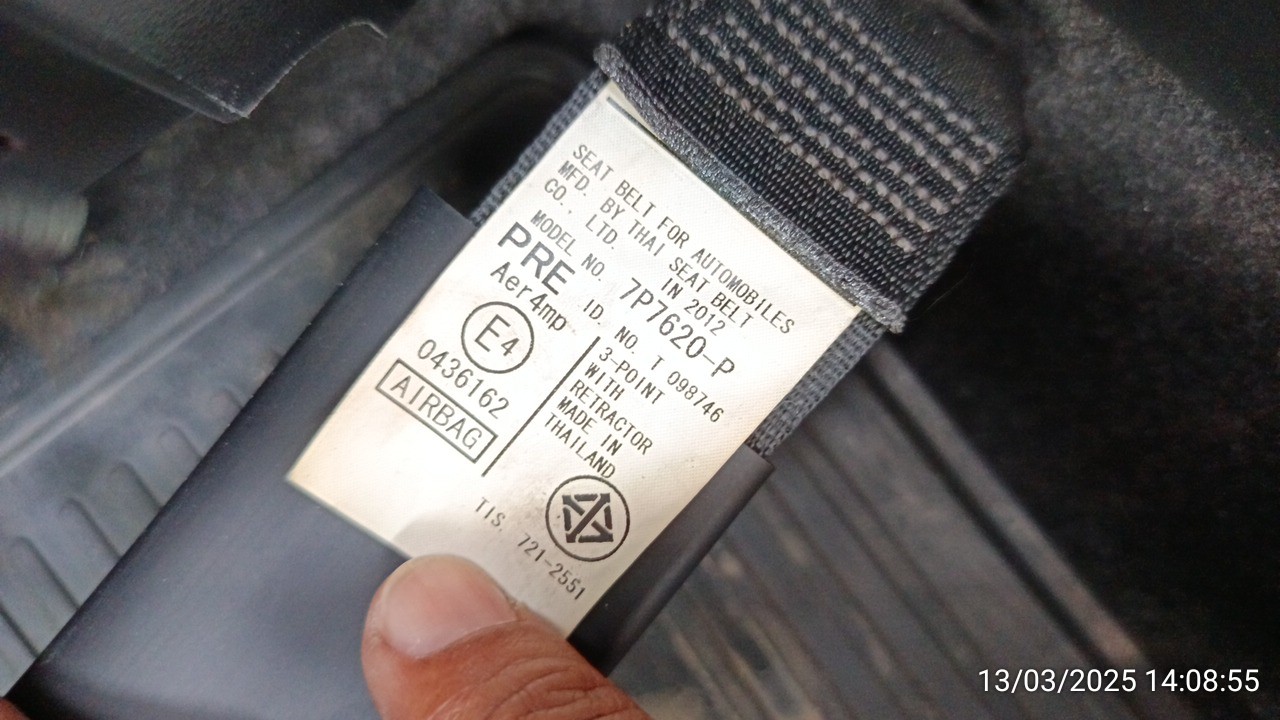 SEAT BELT FOR AUTOMOBILES
MFD. BY THAI SEAT BELT
CO., LTD. IN 2012
MODEL NO. 7P7620-P
PRE ID. NO. T 098746
Aer4mp
E4
0436162
AIRBAG
3-POINT
WITH
RETRACTOR
MADE IN
THAILAND
TIS. 721-2551
13/03/2025 14:08:55